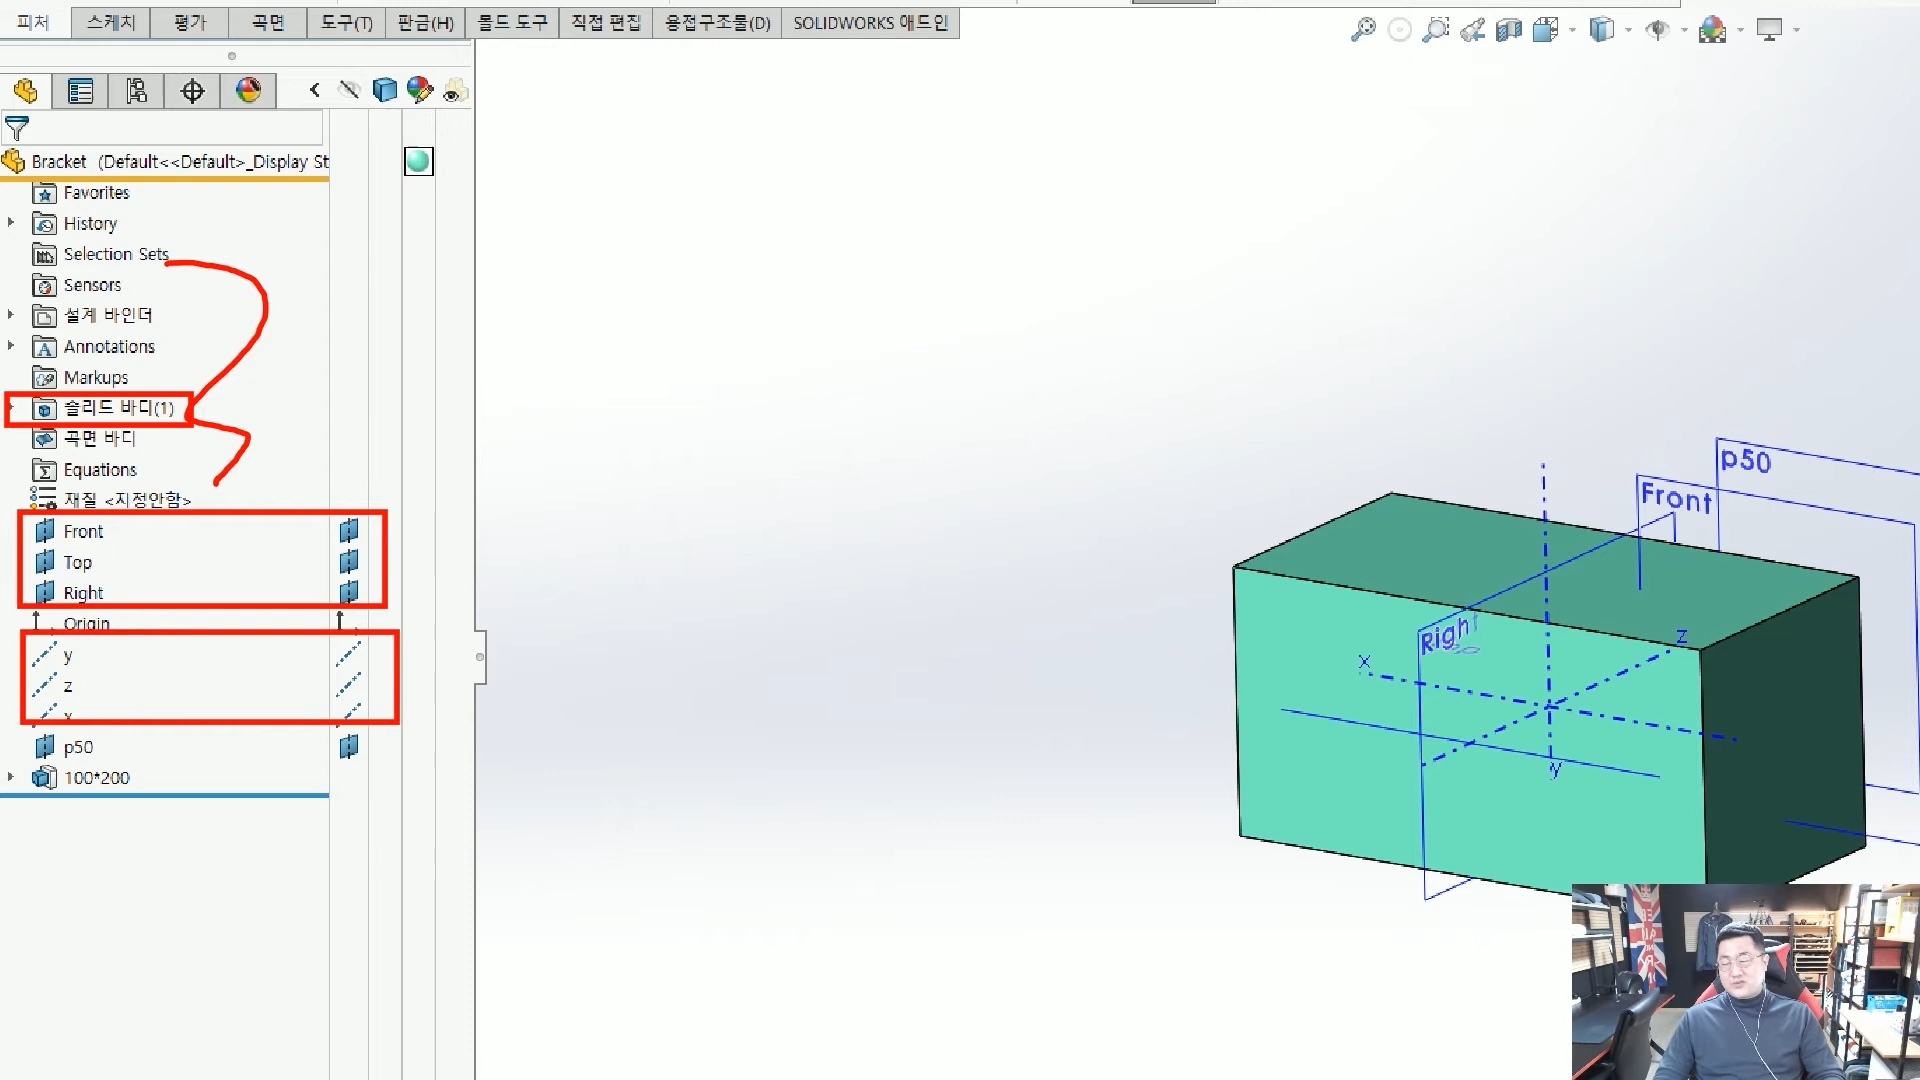 피처 스케치 평가 곡면 도구(T) 판금(H) 몰드 도구 직접 편집 용접구조물(D) SOLIDWORKS 애드인
Bracket (Default<<Default>_Display St
Favorites
History
Selection Sets
Sensors
설계 바인더
Annotations
Markups
솔리드 바디(1)
곡면 바디
Equations
재질 <지정안함>
Front
Top
Right
Origin
y
z
x
p50
100*200
p50
Front
Right
z
x
y